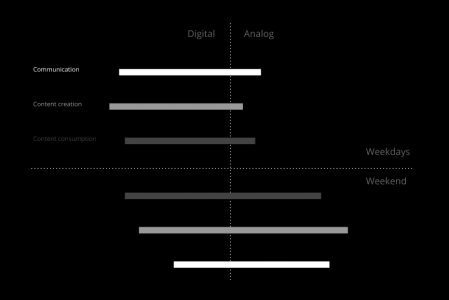 Digital
Analog
Communication
Content creation
Content consumption
Weekdays
Weekend